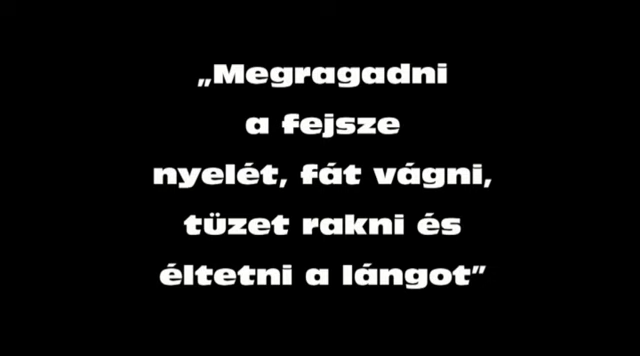 „Megragadni
a fejsze
nyelét, fát vágni,
tüzet rakni és
éltetni a lángot”